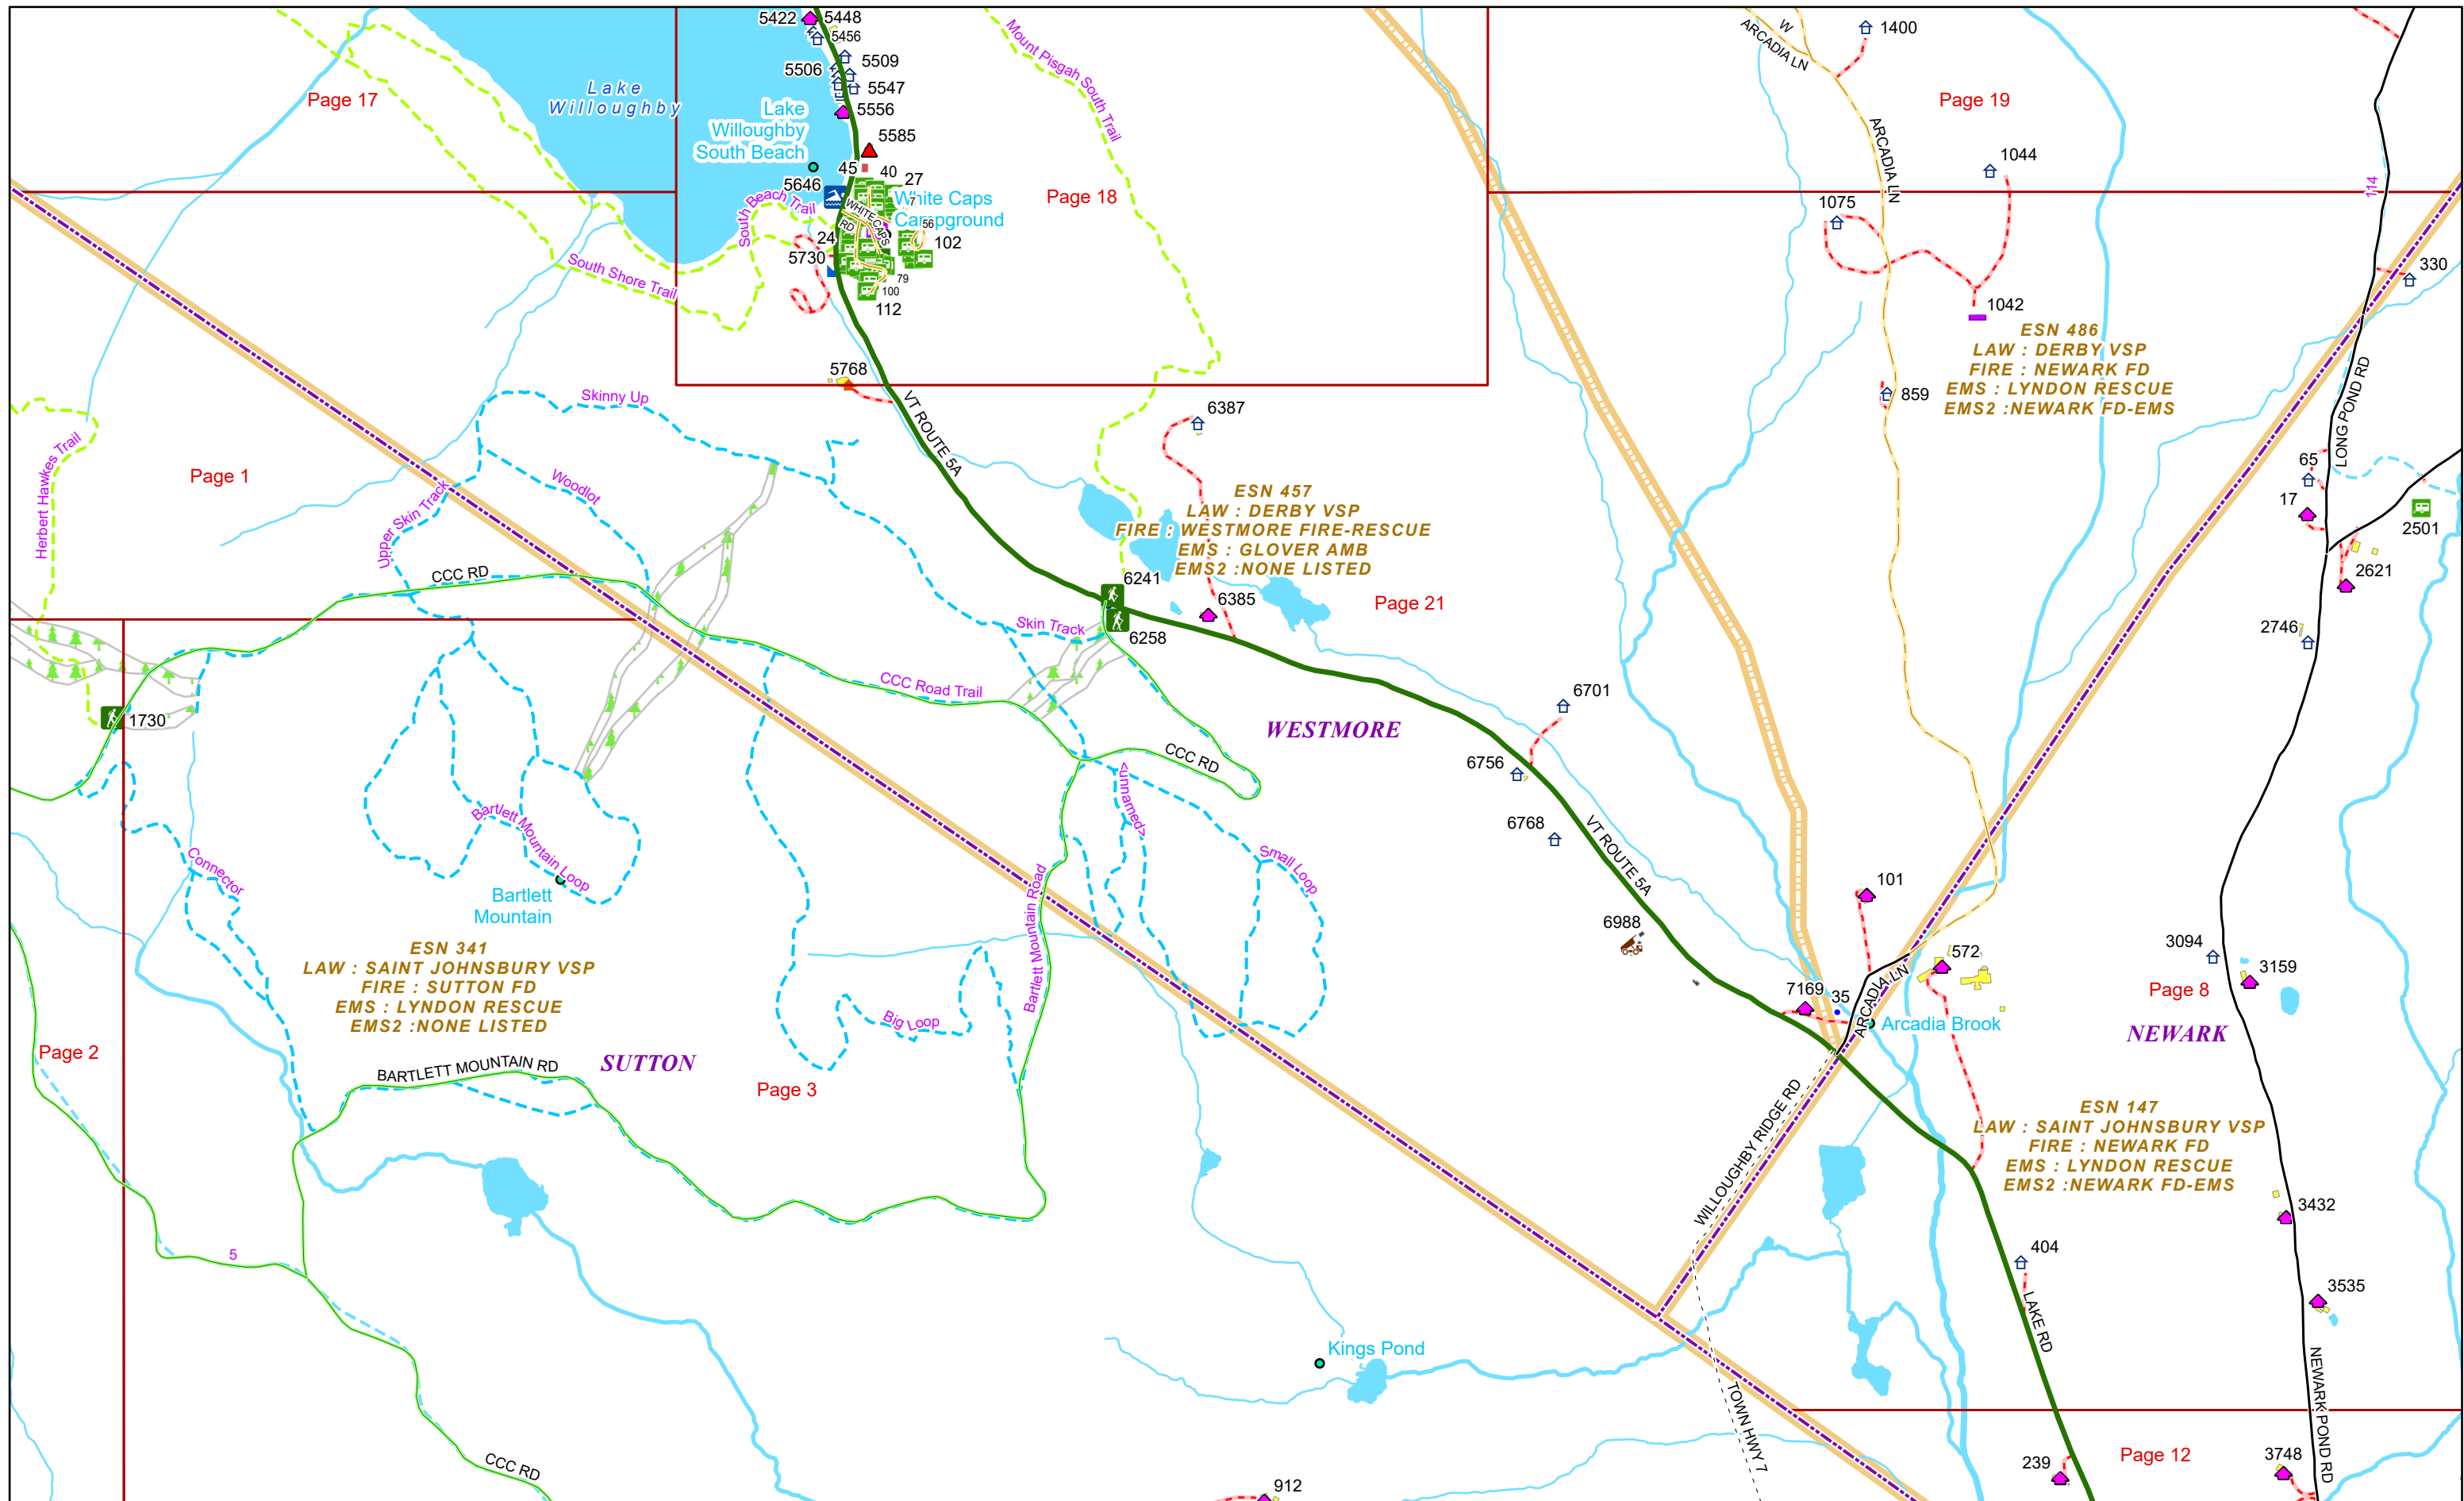 5422
5448
5456
5506
5509
5547
5556
5585
Page 17
Lake
Willoughby
Lake
Willoughby
South Beach
45
40
27
7
5646
White Caps
Campground
56
WHITE CAPS
RD
24
102
5730
79
100
112
South Beach Trail
South Shore Trail
Mount Pisgah South Trail
Page 18
5768
VT ROUTE 5A
W
ARCADIA LN
1400
Page 19
ARCADIA LN
1044
1075
1042
114
330
ESN 486
LAW : DERBY VSP
FIRE : NEWARK FD
EMS : LYNDON RESCUE
EMS2 :NEWARK FD-EMS
859
LONG POND RD
65
17
2501
2621
2746
Page 1
Herbert Hawkes Trail
Skinny Up
Woodlot
Upper Skin Track
CCC RD
6387
ESN 457
LAW : DERBY VSP
FIRE : WESTMORE FIRE-RESCUE
EMS : GLOVER AMB
EMS2 :NONE LISTED
6241
6258
6385
Page 21
Skin Track
CCC Road Trail
WESTMORE
CCC RD
1730
6701
6756
6768
VT ROUTE 5A
<unnamed>
Small Loop
Connector
Bartlett Mountain Loop
Bartlett
Mountain
Bartlett Mountain Road
101
6988
572
3094
3159
Page 8
7169
35
ARCADIA LN
Arcadia Brook
NEWARK
ESN 341
LAW : SAINT JOHNSBURY VSP
FIRE : SUTTON FD
EMS : LYNDON RESCUE
EMS2 :NONE LISTED
Big Loop
Page 2
BARTLETT MOUNTAIN RD
SUTTON
Page 3
WILLOUGHBY RIDGE RD
ESN 147
LAW : SAINT JOHNSBURY VSP
FIRE : NEWARK FD
EMS : LYNDON RESCUE
EMS2 :NEWARK FD-EMS
3432
5
404
3535
LAKE RD
Kings Pond
NEWARK POND RD
TOWN HWY 7
CCC RD
912
239
Page 12
3748